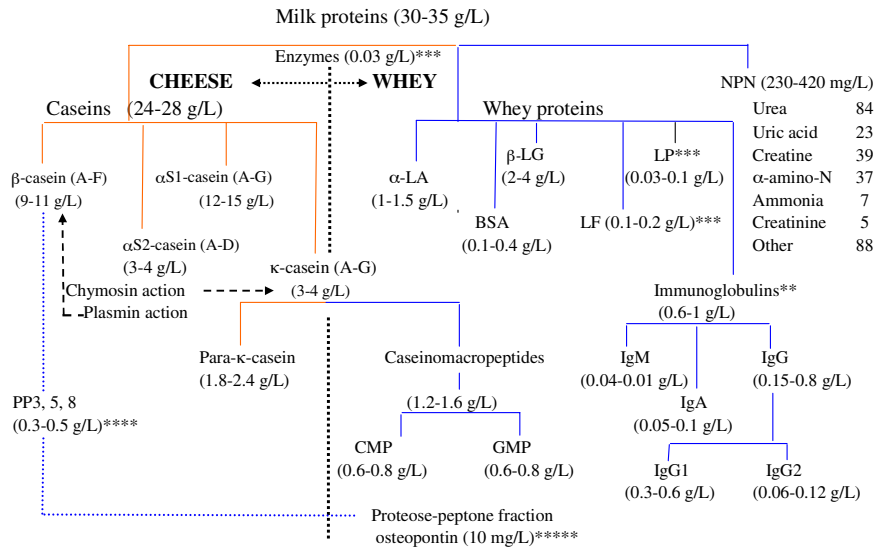 Milk proteins (30-35 g/L)
Enzymes (0.03 g/L)***
CHEESE
WHEY
NPN (230-420 mg/L)
Urea 84
Uric acid 23
Creatine 39
α-amino-N 37
Ammonia 7
Creatinine 5
Other 88
Caseins (24-28 g/L)
Whey proteins
β-casein (A-F)
(9-11 g/L)
αS1-casein (A-G)
(12-15 g/L)
αS2-casein (A-D)
(3-4 g/L)
κ-casein (A-G)
(3-4 g/L)
Chymosin action
Plasmin action
α-LA
(1-1.5 g/L)
β-LG
(2-4 g/L)
LP***
(0.03-0.1 g/L)
BSA
(0.1-0.4 g/L)
LF (0.1-0.2 g/L)***
Immunoglobulins**
(0.6-1 g/L)
Para-κ-casein
(1.8-2.4 g/L)
Caseinomacropeptides
(1.2-1.6 g/L)
IgM
(0.04-0.01 g/L)
IgG
(0.15-0.8 g/L)
IgA
(0.05-0.1 g/L)
PP3, 5, 8
(0.3-0.5 g/L)****
CMP
(0.6-0.8 g/L)
GMP
(0.6-0.8 g/L)
IgG1
(0.3-0.6 g/L)
IgG2
(0.06-0.12 g/L)
Proteose-peptone fraction
osteopontin (10 mg/L)*****